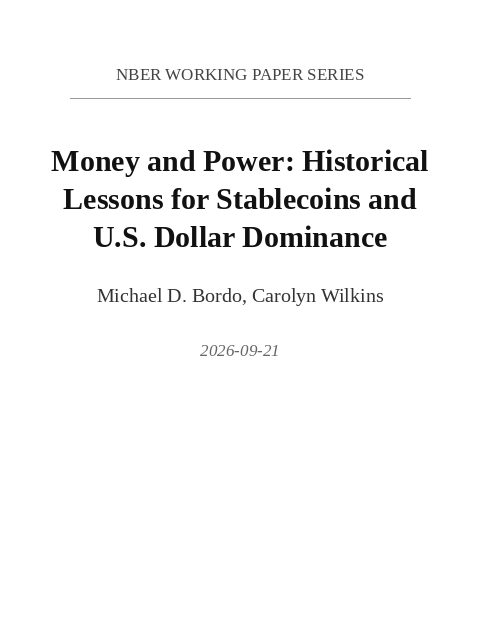 NBER WORKING PAPER SERIES
Money and Power: Historical
Lessons for Stablecoins and
U.S. Dollar Dominance
Michael D. Bordo, Carolyn Wilkins
2026-09-21